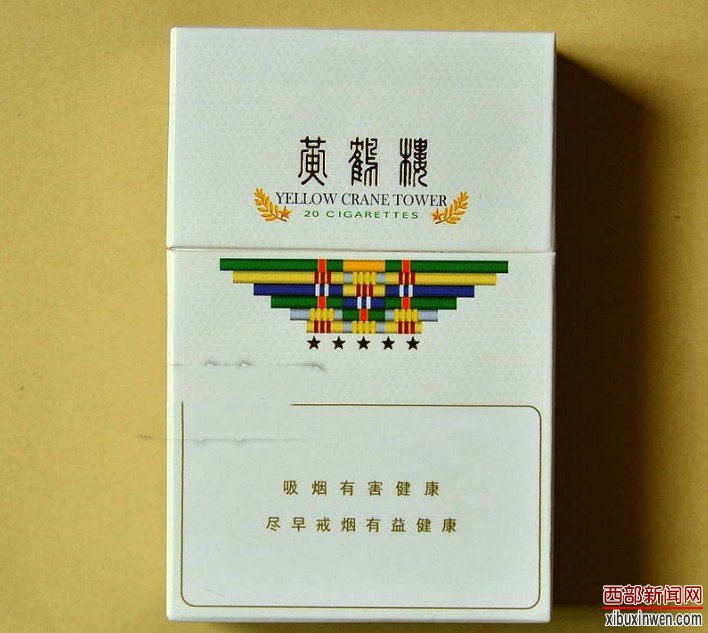 黄鹤楼
YELLOW CRANE TOWER
20 CIGARETTES
吸烟有害健康
尽早戒烟有益健康
西部新闻网
xibuxinwen.com